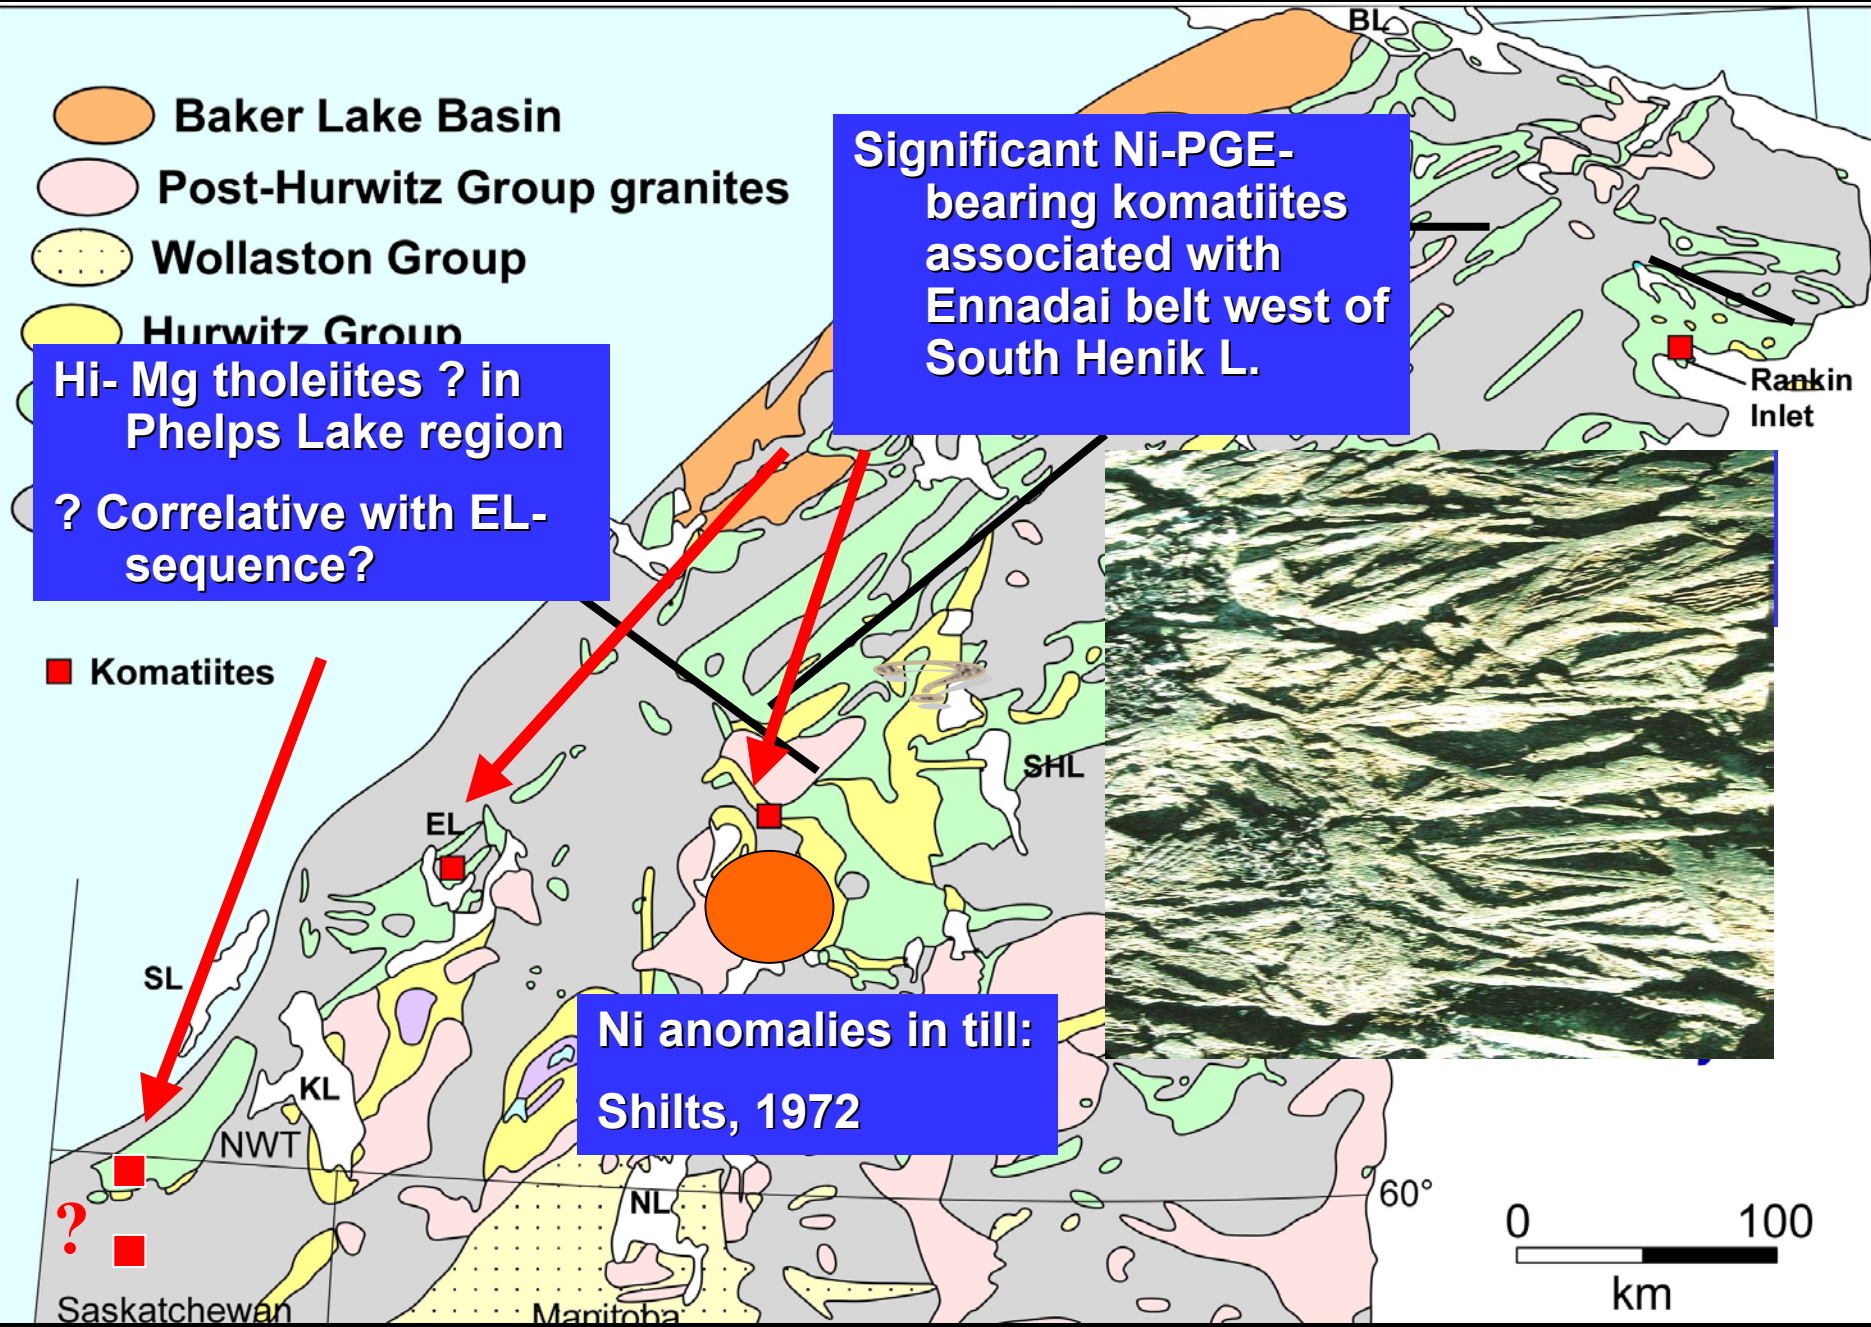 BL
Baker Lake Basin
Post-Hurwitz Group granites
Wollaston Group
Hurwitz Group
Significant Ni-PGE-
bearing komatiites
associated with
Ennadai belt west of
South Henik L.
Hi- Mg tholeiites ? in
Phelps Lake region
? Correlative with EL-
sequence?
Rankin
Inlet
Komatiites
?
SHL
EL
SL
Ni anomalies in till:
Shilts, 1972
KL
NWT
NL
60°
?
0 100
km
Saskatchewan
Manitoba